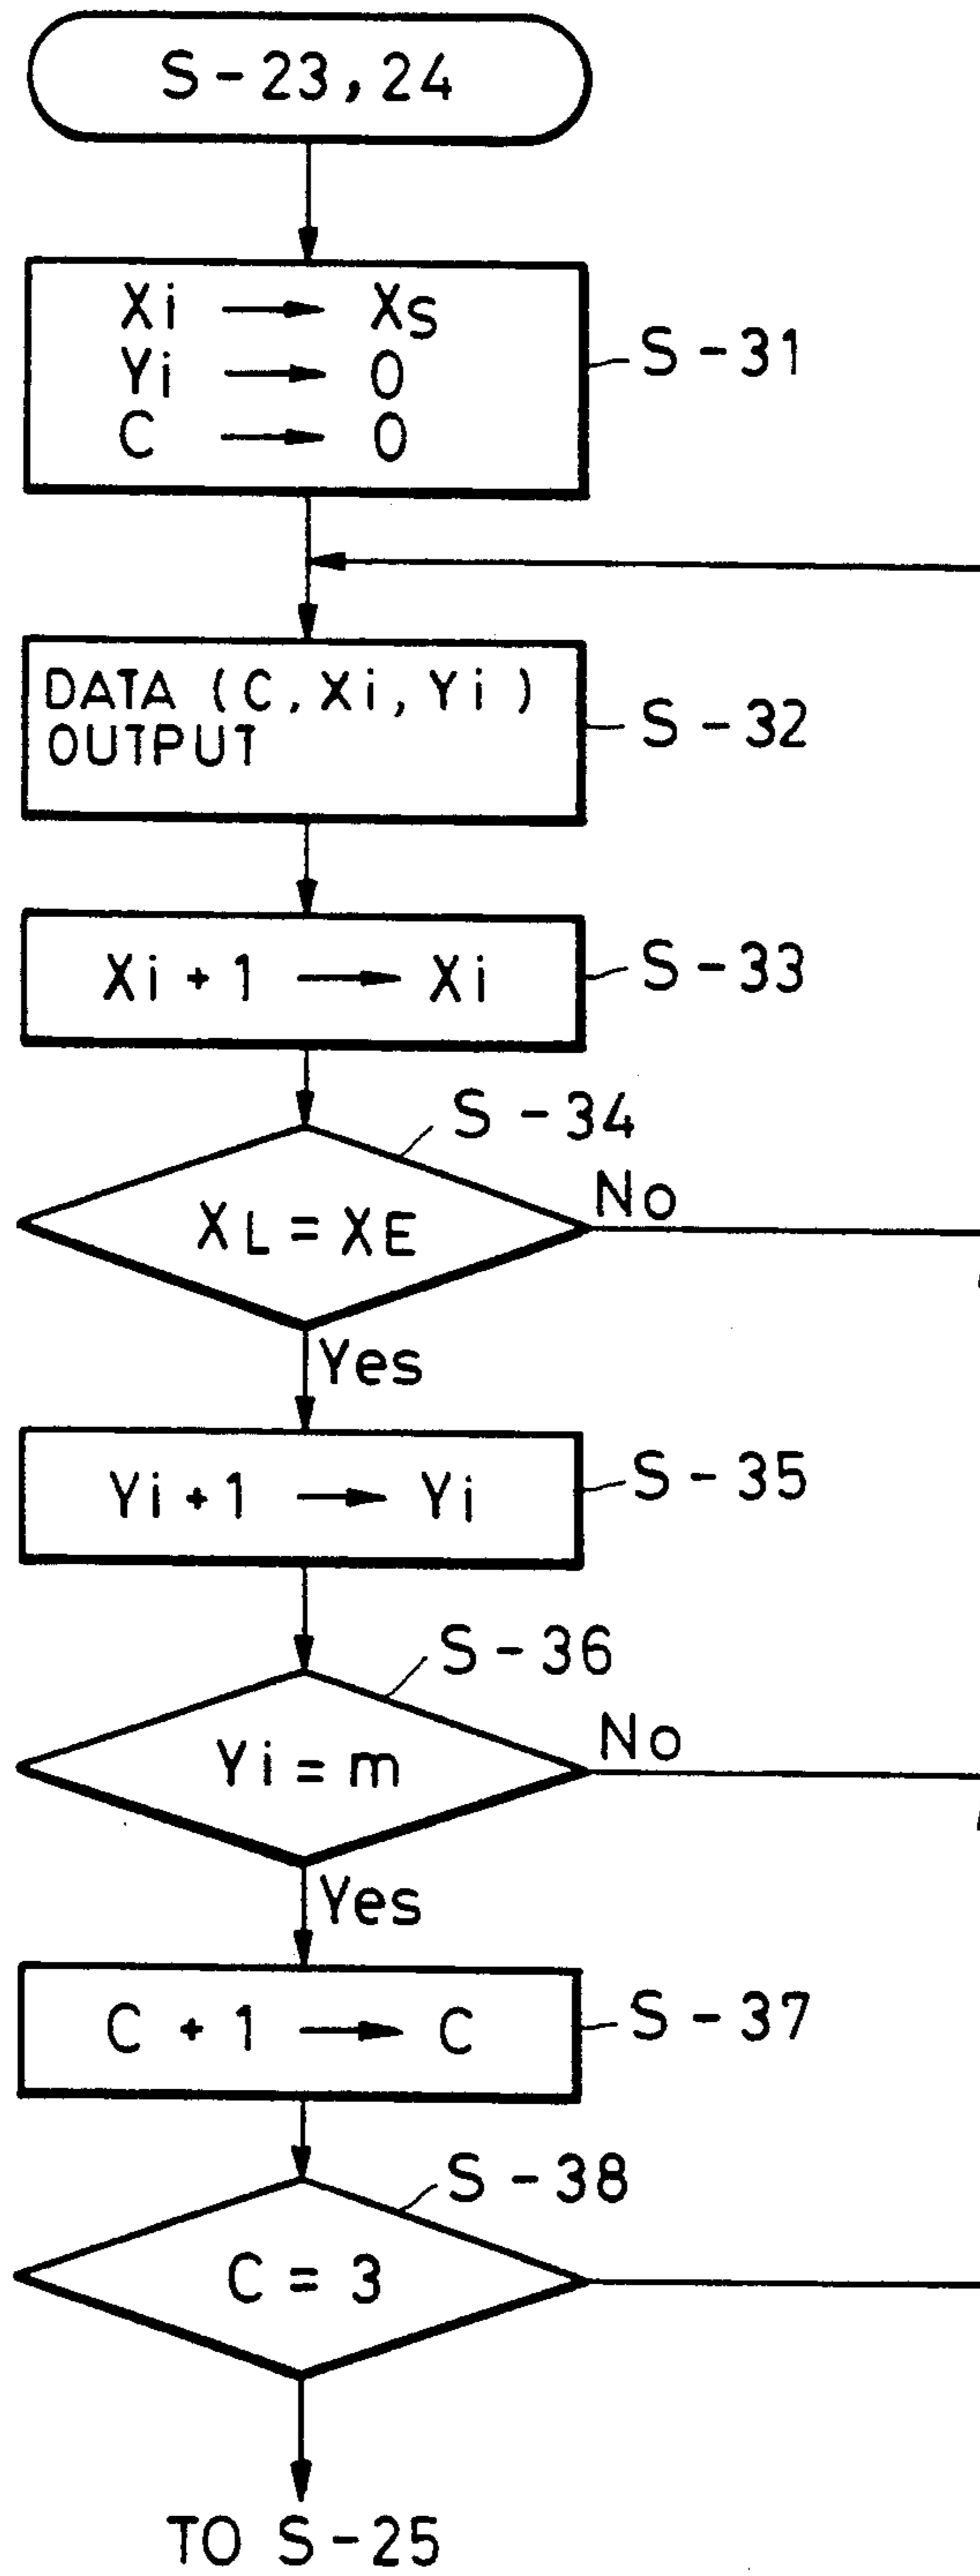 S-23,24
Xi → XS
Yi → 0
C → 0
S-31
DATA (C, Xi, Yi)
OUTPUT
S-32
Xi + 1 → Xi
S-33
S-34
XL = XE
No
Yes
Yi + 1 → Yi
S-35
S-36
Yi = m
No
Yes
C + 1 → C
S-37
S-38
C = 3
TO S-25